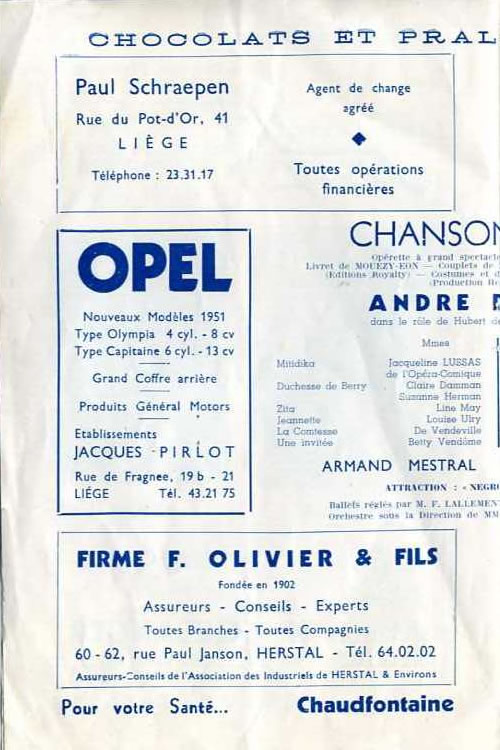 CHOCOLATS ET PRAL
Paul Schraepen
Rue du Pot-d'Or, 41
LIÈGE
Téléphone : 23.31.17
Agent de change
agréé
Toutes opérations
financières
OPEL
Nouveaux Modèles 1951
Type Olympia 4 cyl. - 8 cv
Type Capitaine 6 cyl. - 13 cv
Grand Coffre arrière
Produits Général Motors
Etablissements
JACQUES PIRLOT
Rue de Fragnee, 19 b - 21
LIÉGE Tél. 43.21 75
CHANSON
Opérette à grand spectacle
Livret de MOUEZY-EON — Couplets de
(Editions Royalty) — Costumes et d
(Production He
ANDRE
dans le rôle de Hubert de
Mmes
Mitidika Jacqueline LUSSAS
de l'Opéra-Comique
Duchesse de Berry Claire Damman
Suzanne Herman
Zita Line May
Jeannette Louise Ulry
La Comtesse De Vendeville
Une invitée Betty Vendôme
ARMAND MESTRAL
ATTRACTION : « NEGRO
Ballets réglés par M. F. LALLEMEN
Orchestre sous la Direction de MM
FIRME F. OLIVIER & FILS
Fondée en 1902
Assureurs - Conseils - Experts
Toutes Branches - Toutes Compagnies
60 - 62, rue Paul Janson, HERSTAL - Tél. 64.02.02
Assureurs-Conseils de l'Association des Industriels de HERSTAL & Environs
Pour votre Santé... Chaudfontaine